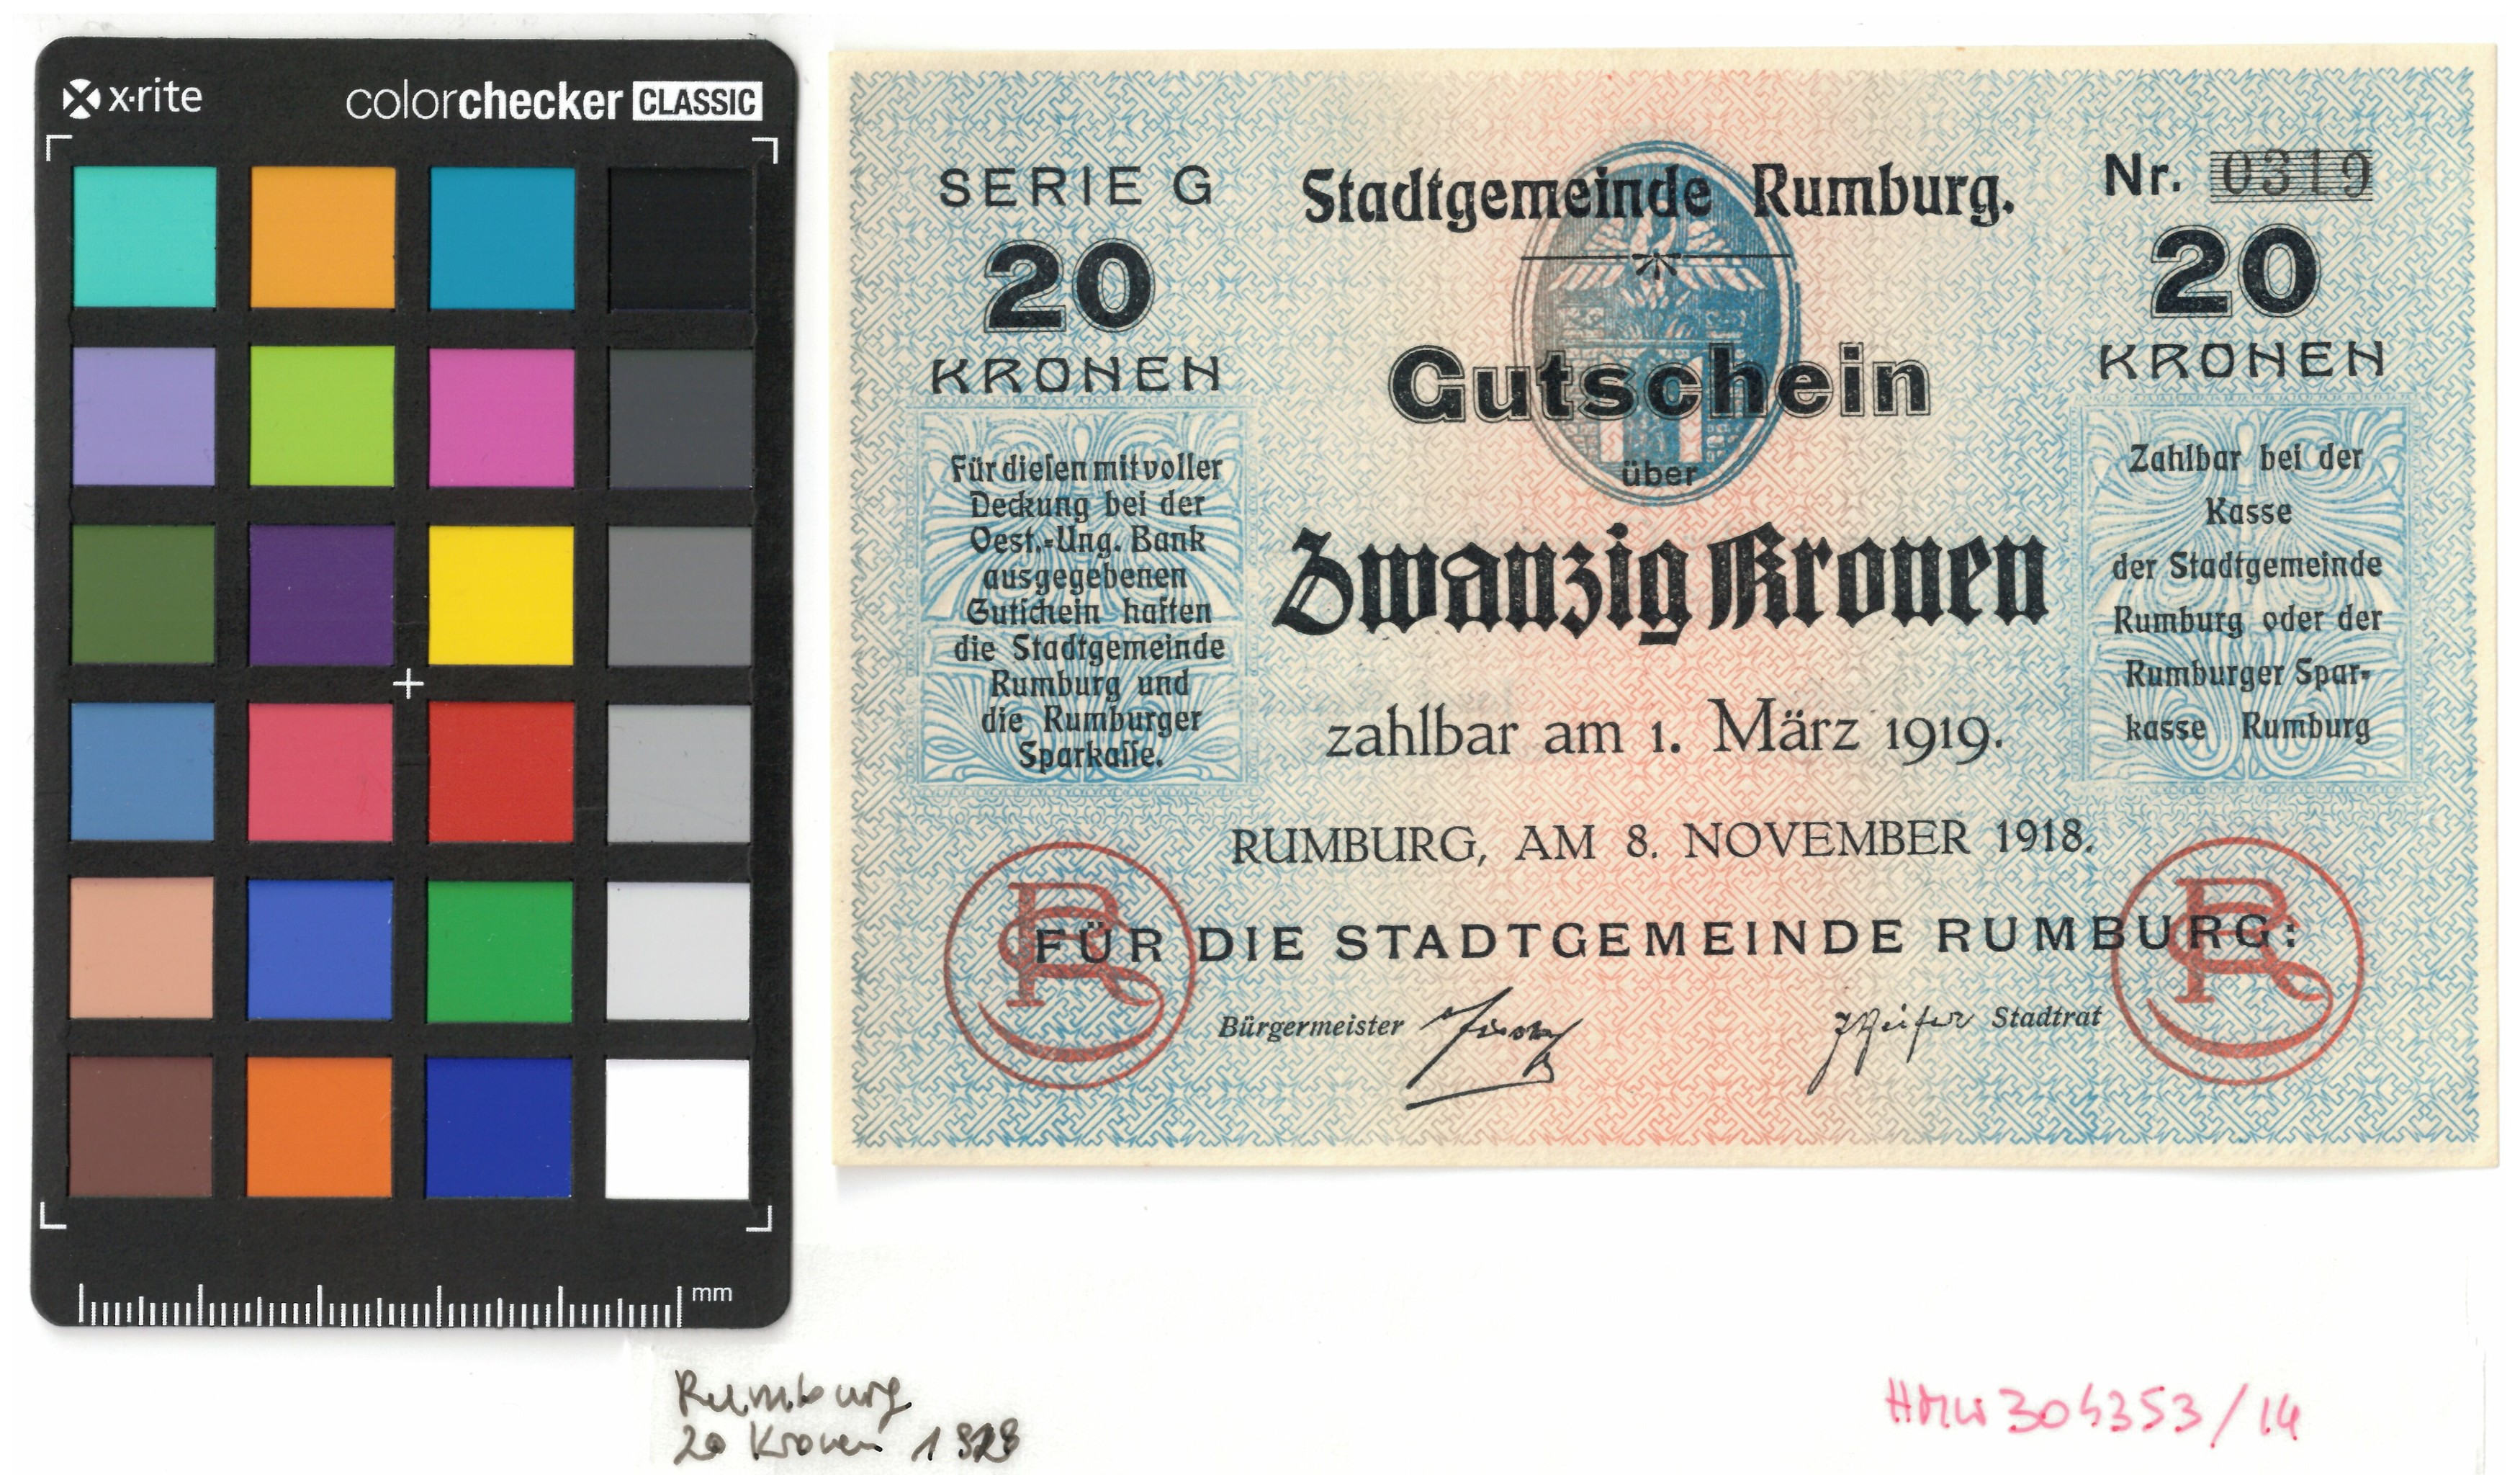 x·rite
colorchecker CLASSIC
mm
SERIE G
20
KRONEN
Stadtgemeinde Rumburg.
Nr. 0319
20
KRONEN
Gutschein
über
Zwanzig Kronen
zahlbar am 1. März 1919.
Für diesen mit voller
Deckung bei der
Oest.-Ung. Bank
ausgegebenen
Gutschein haften
die Stadtgemeinde
Rumburg und
die Rumburger
Sparkasse.
Zahlbar bei der
Kasse
der Stadtgemeinde
Rumburg oder der
Rumburger Spar-
kasse Rumburg
RUMBURG, AM 8. NOVEMBER 1918.
FÜR DIE STADTGEMEINDE RUMBURG:
Bürgermeister
JPfeifer Stadtrat
Rumburg
20 Kronen
HMW 304353/14